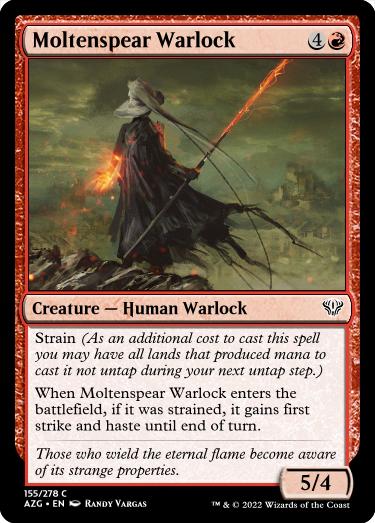 Moltenspear Warlock 4
Creature — Human Warlock
Strain (As an additional cost to cast this spell
you may have all lands that produced mana to
cast it not untap during your next untap step.)
When Moltenspear Warlock enters the
battlefield, if it was strained, it gains first
strike and haste until end of turn.
Those who wield the eternal flame become aware
of its strange properties.
5/4
155/278 C
AZG • EN Randy Vargas
™ & © 2022 Wizards of the Coast